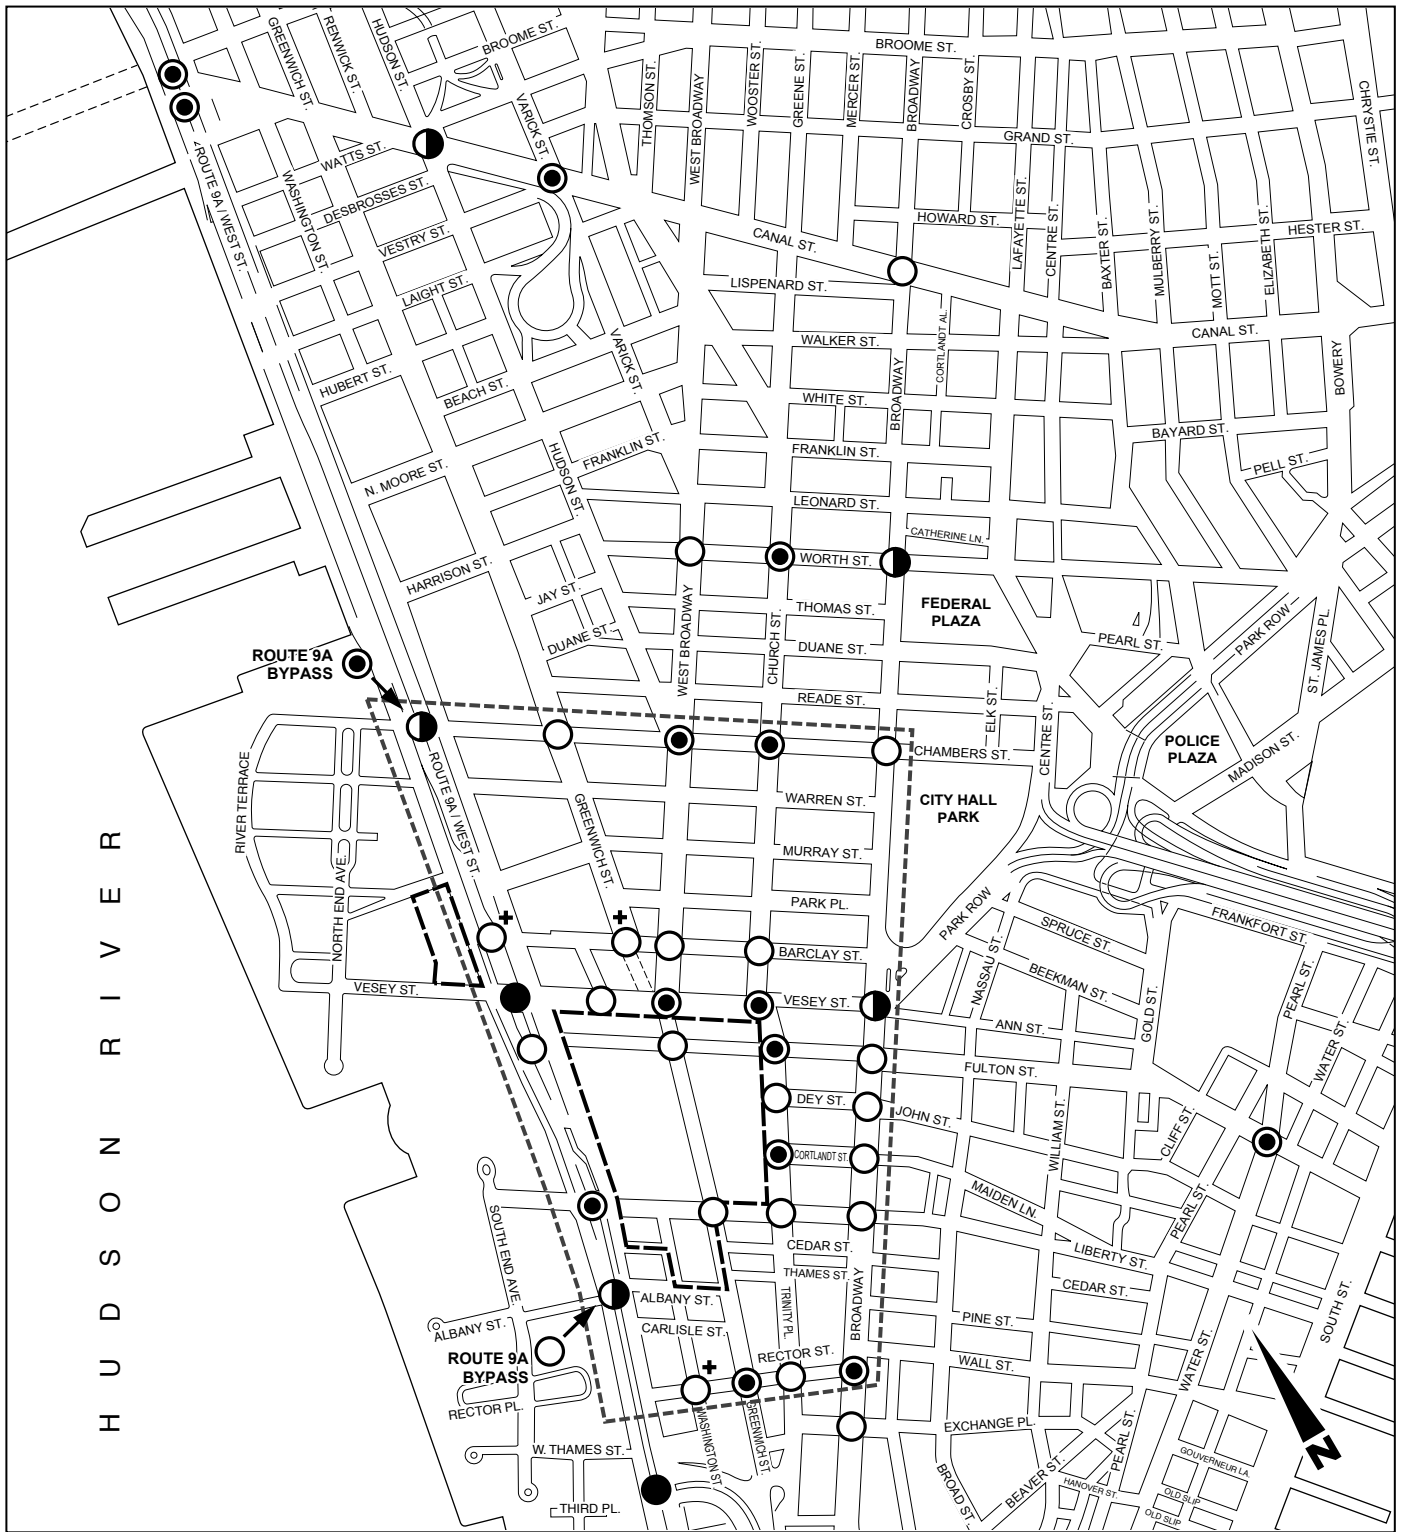 GREENWICH ST.
RENWICK ST.
HUDSON ST.
BROOME ST.
BROOME ST.
THOMSON ST.
WEST BROADWAY
WOOSTER ST.
GREENE ST.
MERCER ST.
BROADWAY
CROSBY ST.
CHRYSTIE ST.
VARICK ST.
GRAND ST.
WATTS ST.
ROUTE 9A / WEST ST.
WASHINGTON ST.
DESBROSSES ST.
VESTRY ST.
LAIGHT ST.
CANAL ST.
HOWARD ST.
LAFAYETTE ST.
CENTRE ST.
BAXTER ST.
MULBERRY ST.
MOTT ST.
ELIZABETH ST.
HESTER ST.
LISPENARD ST.
WALKER ST.
CORTLANDT AL.
CANAL ST.
BOWERY
VARICK ST.
HUBERT ST.
BEACH ST.
WHITE ST.
BROADWAY
BAYARD ST.
FRANKLIN ST.
FRANKLIN ST.
PELL ST.
N. MOORE ST.
HUDSON ST.
LEONARD ST.
CATHERINE LN.
WORTH ST.
HARRISON ST.
JAY ST.
THOMAS ST.
FEDERAL
PLAZA
DUANE ST.
DUANE ST.
WEST BROADWAY
CHURCH ST.
PEARL ST.
PARK ROW
ST. JAMES PL.
ROUTE 9A
BYPASS
READE ST.
ELK ST.
CENTRE ST.
CHAMBERS ST.
POLICE
PLAZA
MADISON ST.
RIVER TERRACE
ROUTE 9A / WEST ST.
GREENWICH ST.
WARREN ST.
CITY HALL
PARK
MURRAY ST.
NORTH END AVE.
PARK PL.
PARK ROW
SPRUCE ST.
FRANKFORT ST.
BARCLAY ST.
NASSAU ST.
BEEKMAN ST.
GOLD ST.
PEARL ST.
WATER ST.
VESEY ST.
VESEY ST.
ANN ST.
FULTON ST.
DEY ST.
JOHN ST.
WILLIAM ST.
CLIFF ST.
CORTLANDT ST.
MAIDEN LN.
PEARL ST.
HUDSON RIVER
SOUTH END AVE.
CEDAR ST.
LIBERTY ST.
THAMES ST.
CEDAR ST.
ALBANY ST.
TRINITY PL.
BROADWAY
PINE ST.
SOUTH ST.
ALBANY ST.
CARLISLE ST.
ROUTE 9A
BYPASS
RECTOR ST.
WALL ST.
WATER ST.
RECTOR PL.
WASHINGTON ST
GREENWICH ST.
EXCHANGE PL.
PEARL ST.
N
W. THAMES ST.
BROAD ST.
BEAVER ST.
GOUVERNEUR LA.
HANOVER ST.
OLD SLIP
OLD SLIP
THIRD PL.